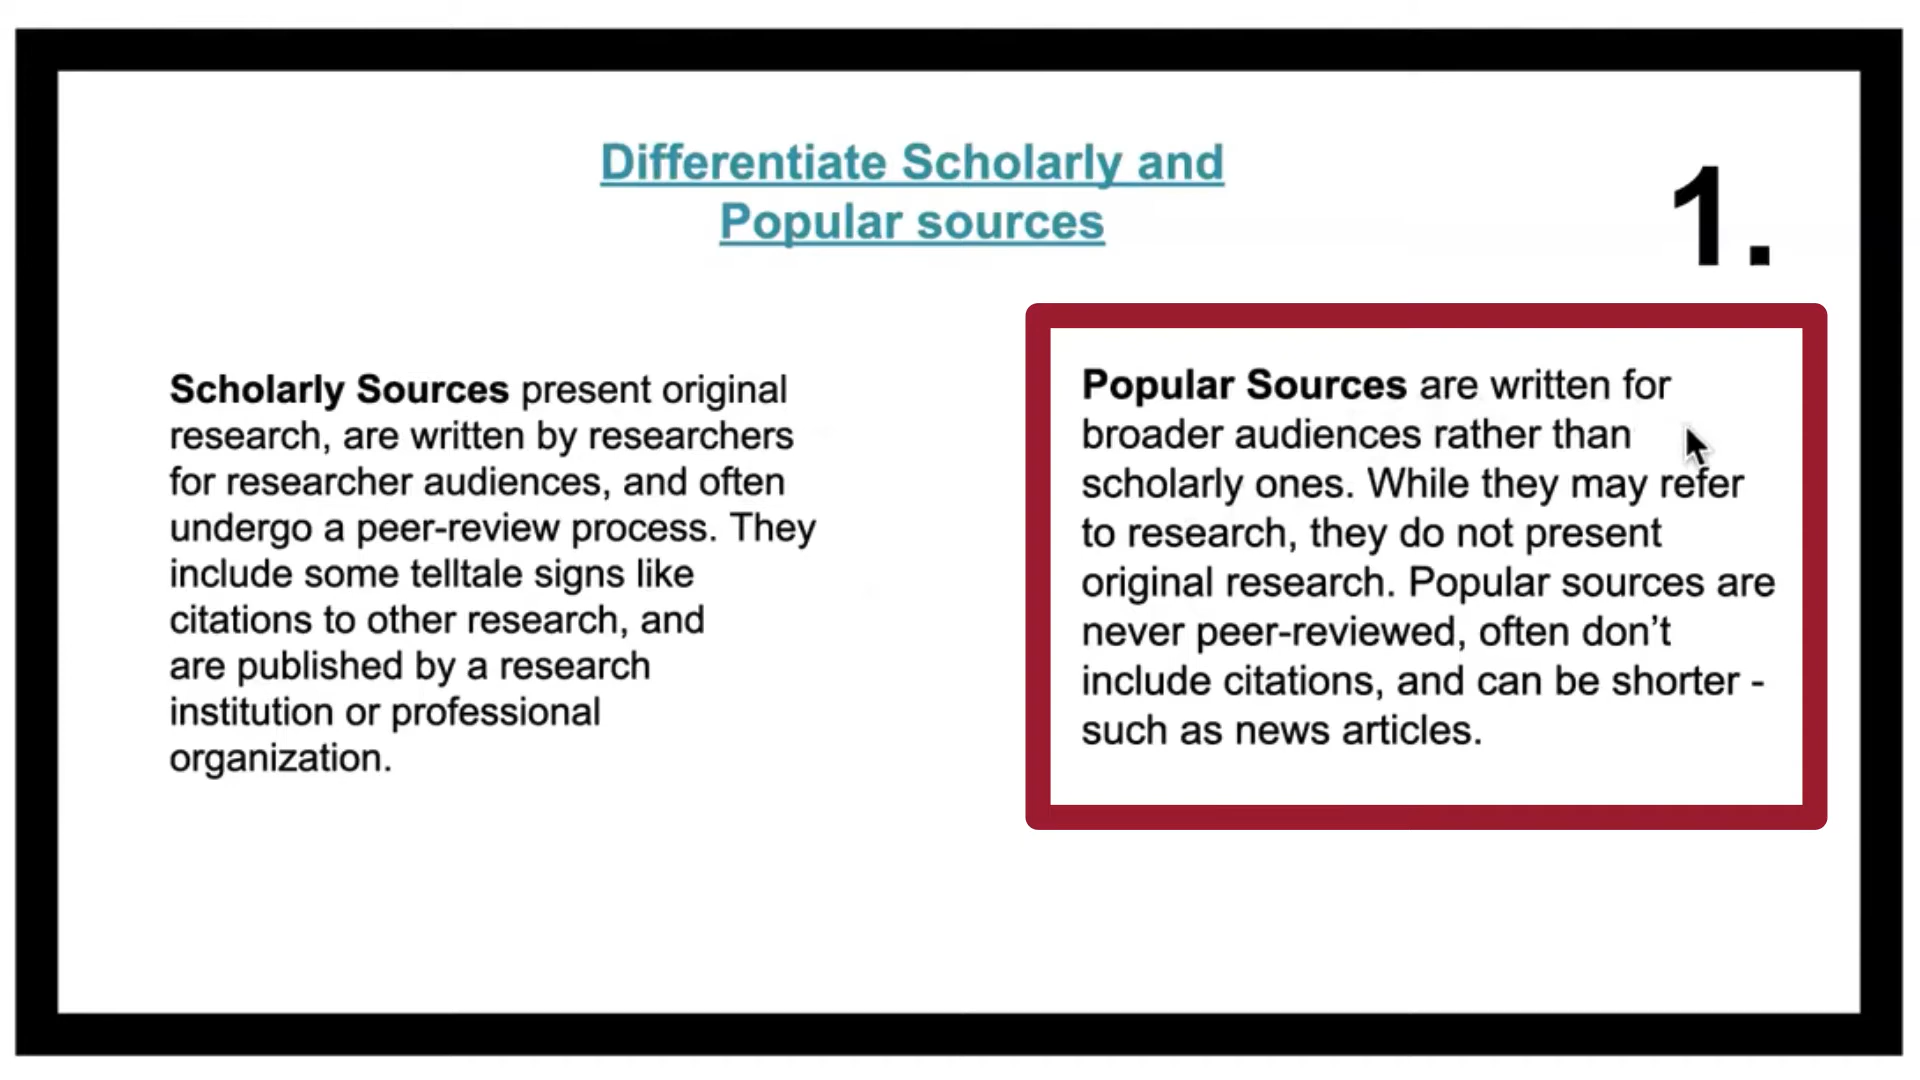 Differentiate Scholarly and
Popular sources
1.
Scholarly Sources present original
research, are written by researchers
for researcher audiences, and often
undergo a peer-review process. They
include some telltale signs like
citations to other research, and
are published by a research
institution or professional
organization.
Popular Sources are written for
broader audiences rather than
scholarly ones. While they may refer
to research, they do not present
original research. Popular sources are
never peer-reviewed, often don’t
include citations, and can be shorter -
such as news articles.